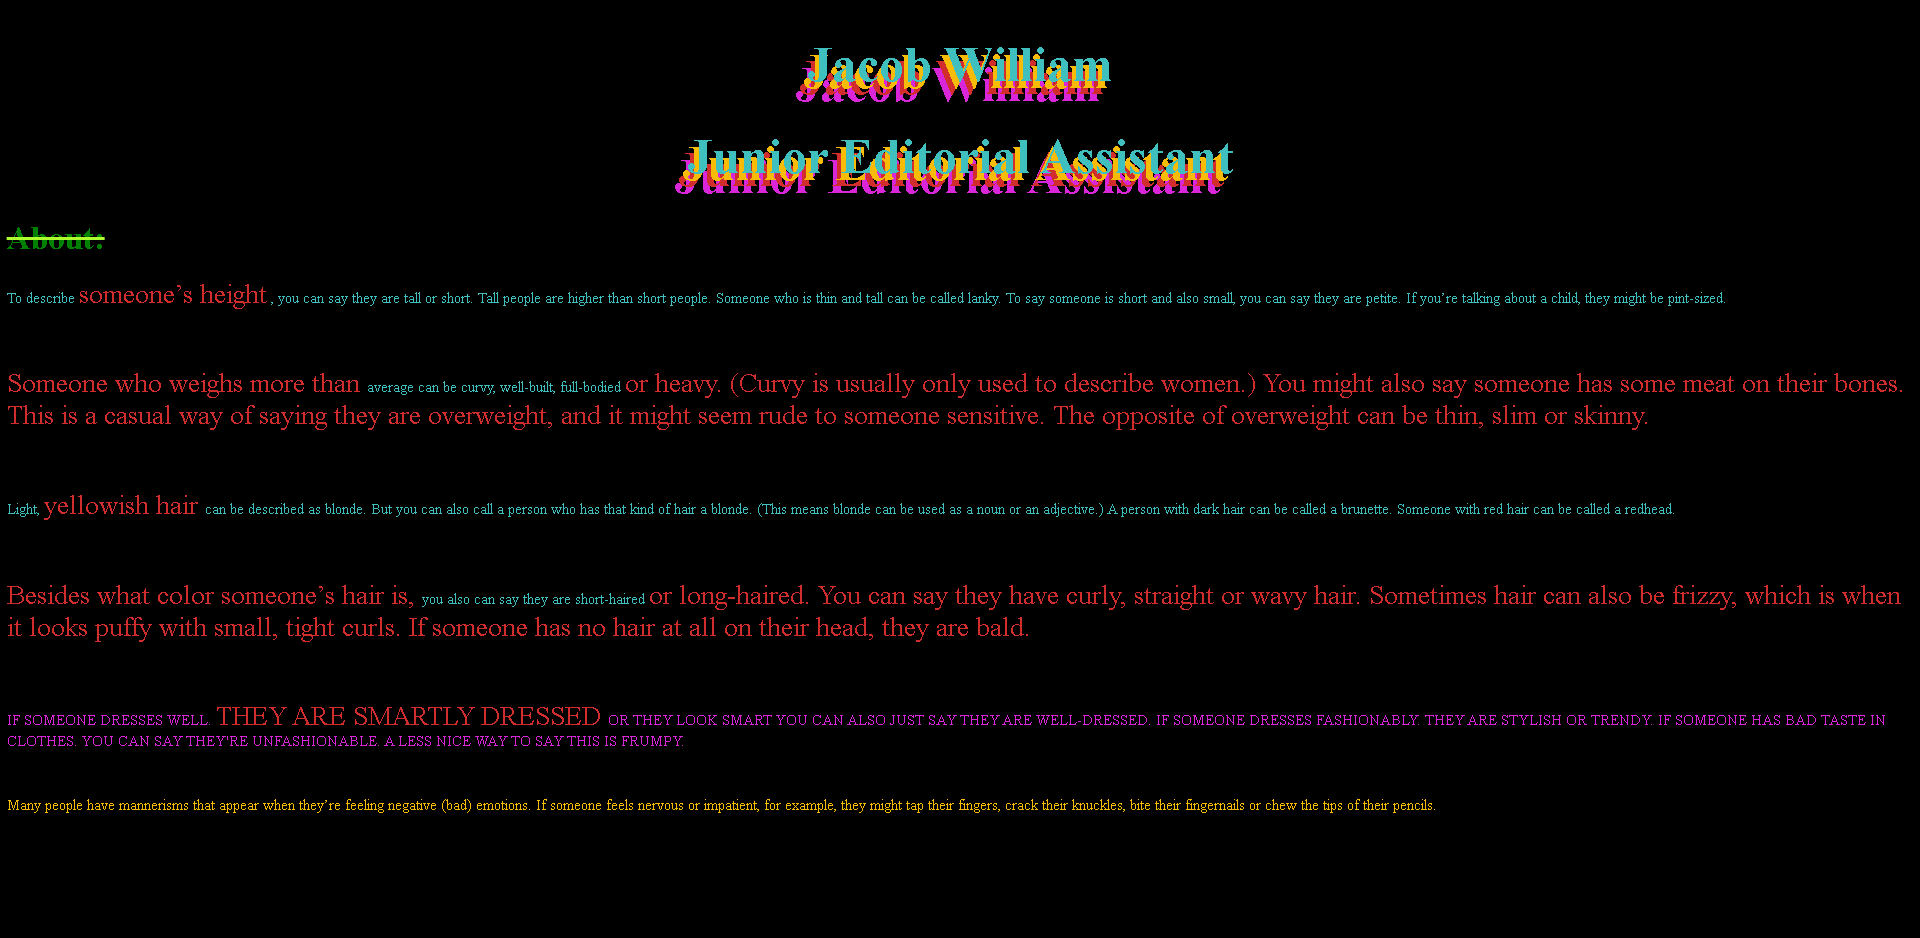 Jacob William
Junior Editorial Assistant
About:
To describe someone’s height , you can say they are tall or short. Tall people are higher than short people. Someone who is thin and tall can be called lanky. To say someone is short and also small, you can say they are petite. If you’re talking about a child, they might be pint-sized.
Someone who weighs more than average can be curvy, well-built, full-bodied or heavy. (Curvy is usually only used to describe women.) You might also say someone has some meat on their bones.
This is a casual way of saying they are overweight, and it might seem rude to someone sensitive. The opposite of overweight can be thin, slim or skinny.
Light, yellowish hair can be described as blonde. But you can also call a person who has that kind of hair a blonde. (This means blonde can be used as a noun or an adjective.) A person with dark hair can be called a brunette. Someone with red hair can be called a redhead.
Besides what color someone’s hair is, you also can say they are short-haired or long-haired. You can say they have curly, straight or wavy hair. Sometimes hair can also be frizzy, which is when
it looks puffy with small, tight curls. If someone has no hair at all on their head, they are bald.
IF SOMEONE DRESSES WELL. THEY ARE SMARTLY DRESSED OR THEY LOOK SMART YOU CAN ALSO JUST SAY THEY ARE WELL-DRESSED. IF SOMEONE DRESSES FASHIONABLY. THEY ARE STYLISH OR TRENDY. IF SOMEONE HAS BAD TASTE IN
CLOTHES. YOU CAN SAY THEY'RE UNFASHIONABLE. A LESS NICE WAY TO SAY THIS IS FRUMPY.
Many people have mannerisms that appear when they’re feeling negative (bad) emotions. If someone feels nervous or impatient, for example, they might tap their fingers, crack their knuckles, bite their fingernails or chew the tips of their pencils.